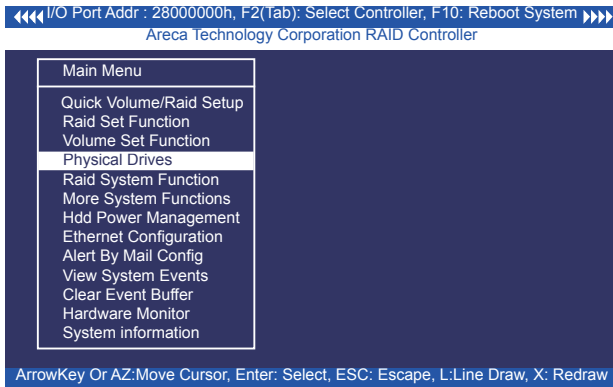 I/O Port Addr : 28000000h, F2(Tab): Select Controller, F10: Reboot System
Areca Technology Corporation RAID Controller
Main Menu
Quick Volume/Raid Setup
Raid Set Function
Volume Set Function
Physical Drives
Raid System Function
More System Functions
Hdd Power Management
Ethernet Configuration
Alert By Mail Config
View System Events
Clear Event Buffer
Hardware Monitor
System information
ArrowKey Or AZ:Move Cursor, Enter: Select, ESC: Escape, L:Line Draw, X: Redraw